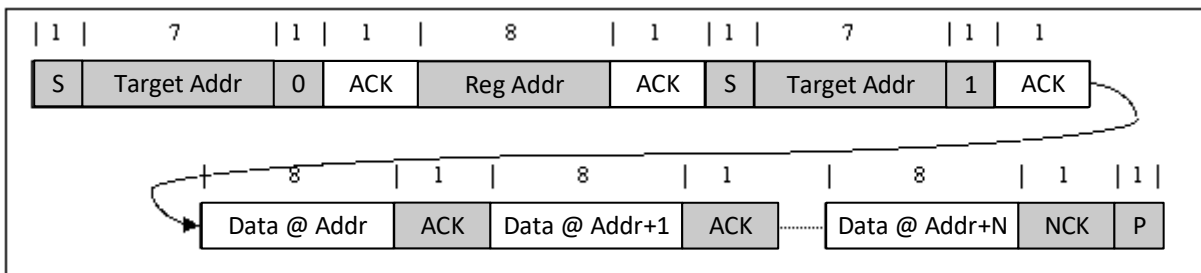 | 1 | 7 | 1 | 1 | 8 | 1 | 1 | 7 | 1 | 1
S Target Addr 0 ACK Reg Addr ACK S Target Addr 1 ACK
| 8 | 1 | 8 | 1 | 8 | 1 | 1 |
Data @ Addr ACK Data @ Addr+1 ACK Data @ Addr+N NCK P